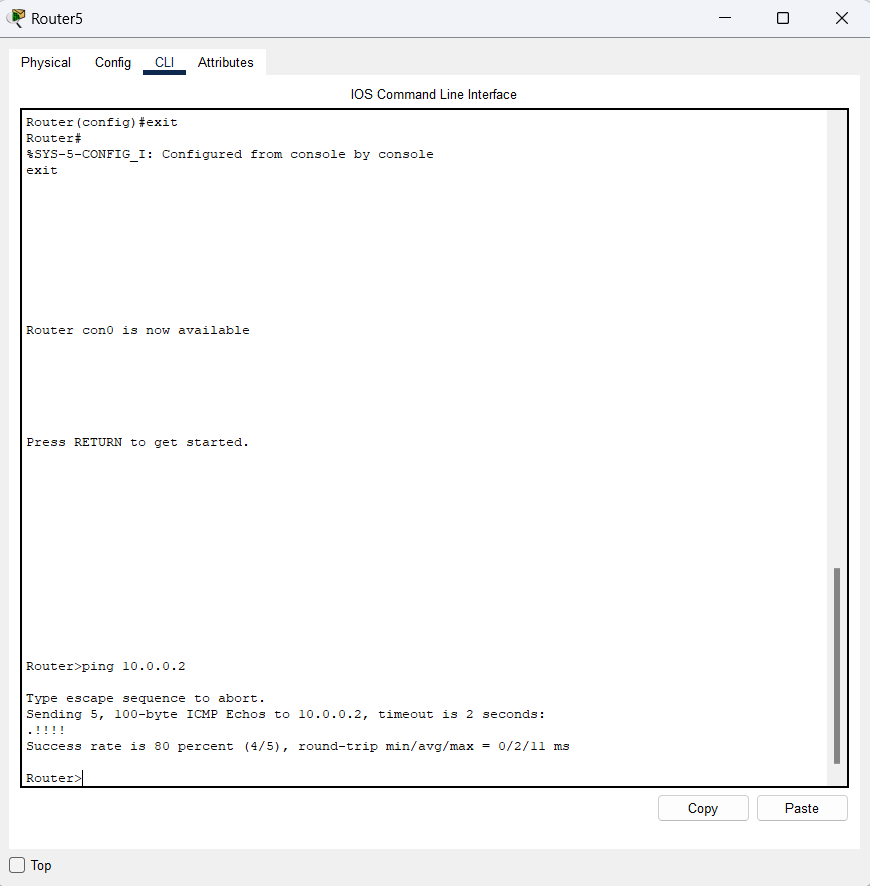 Router5
Physical Config CLI Attributes
IOS Command Line Interface
Router(config)#exit
Router#
%SYS-5-CONFIG_I: Configured from console by console
exit
Router con0 is now available
Press RETURN to get started.
Router>ping 10.0.0.2
Type escape sequence to abort.
Sending 5, 100-byte ICMP Echos to 10.0.0.2, timeout is 2 seconds:
.!!!!
Success rate is 80 percent (4/5), round-trip min/avg/max = 0/2/11 ms
Router>
Copy Paste
Top